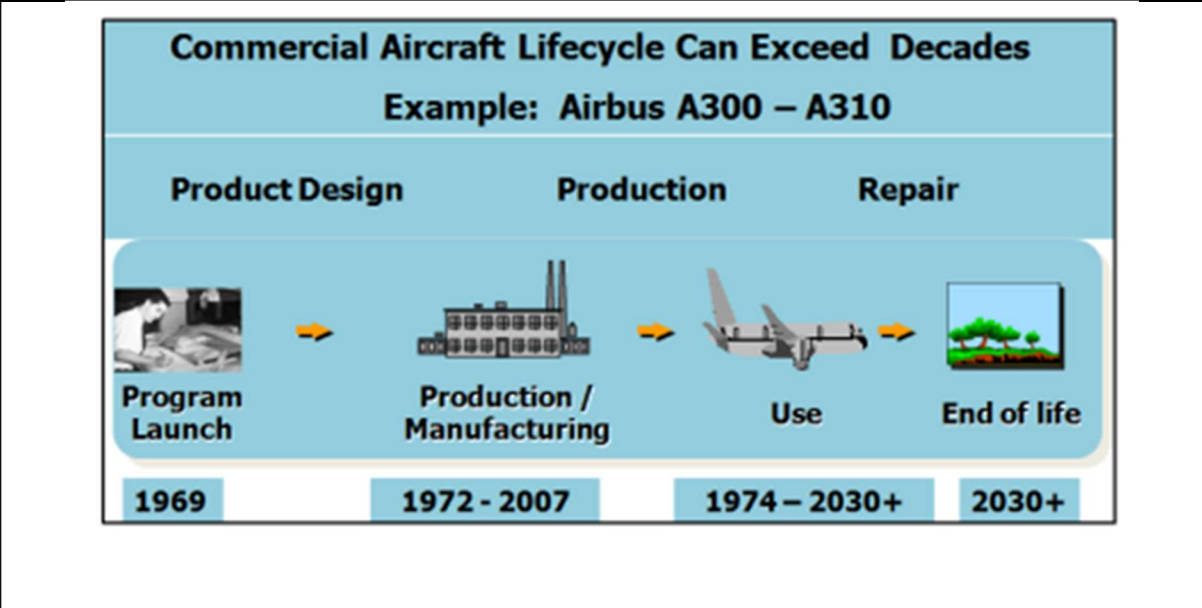 Commercial Aircraft Lifecycle Can Exceed Decades
Example: Airbus A300 – A310
Product Design Production Repair
Program Launch
Production / Manufacturing
Use
End of life
1969
1972 - 2007
1974 – 2030+
2030+